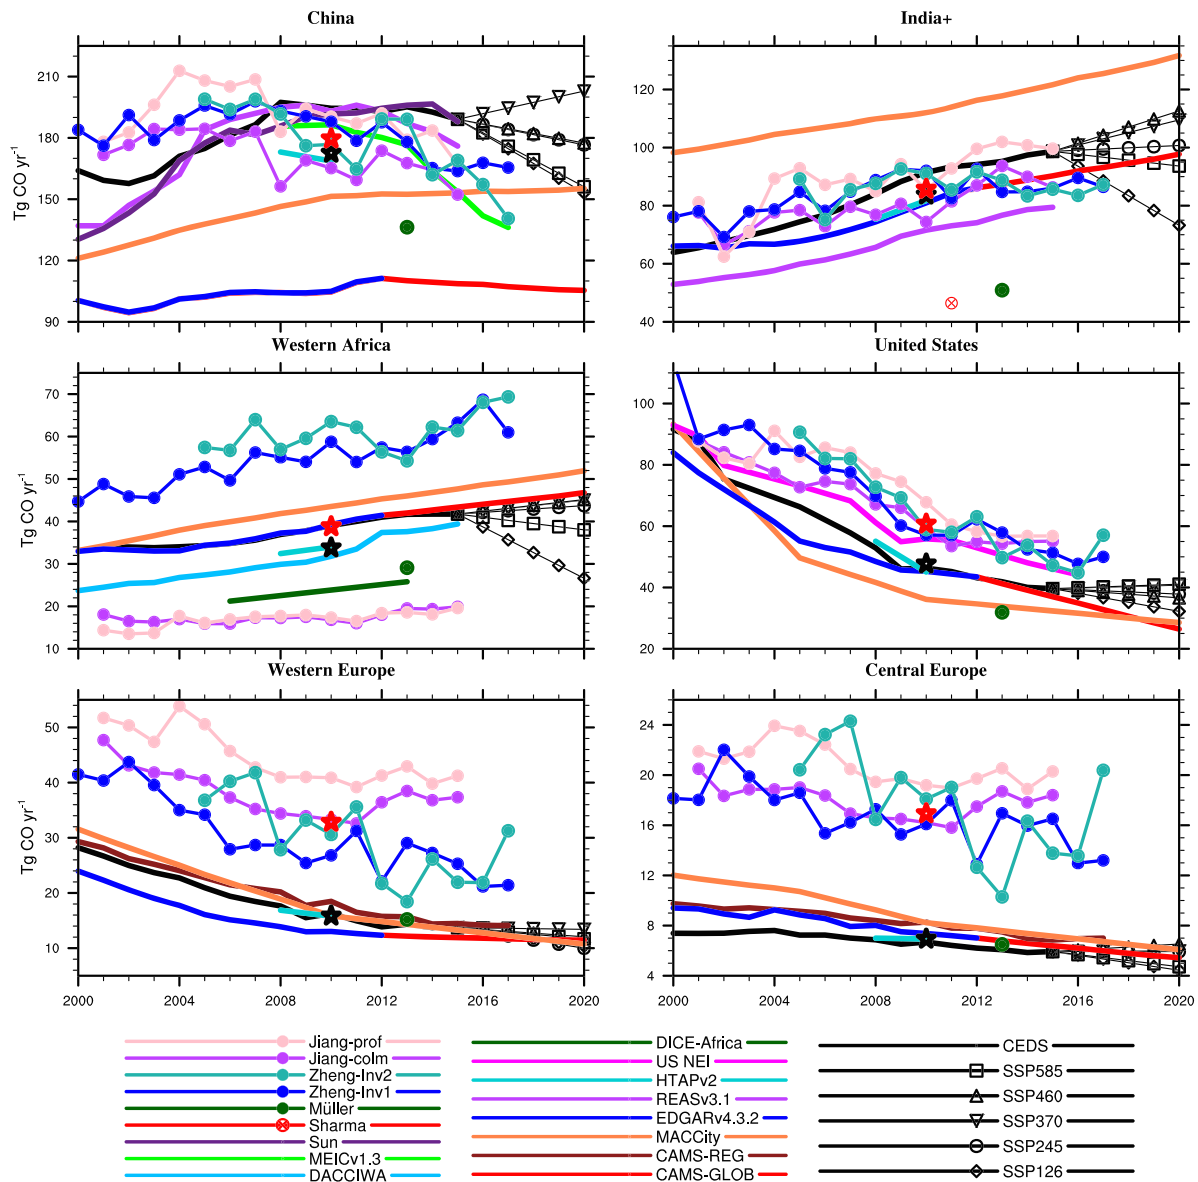 China
India+
Tg CO yr-1
210
180
150
120
90
120
100
80
60
40
Western Africa
United States
Tg CO yr-1
70
60
50
40
30
20
10
100
80
60
40
20
Western Europe
Central Europe
Tg CO yr-1
50
40
30
20
10
24
20
16
12
8
4
2000 2004 2008 2012 2016 2020
2000 2004 2008 2012 2016 2020
Jiang-prof
Jiang-colm
Zheng-Inv2
Zheng-Inv1
Müller
Sharma
Sun
MEICv1.3
DACCIWA
DICE-Africa
US NEI
HTAPv2
REASv3.1
EDGARv4.3.2
MACCity
CAMS-REG
CAMS-GLOB
CEDS
SSP585
SSP460
SSP370
SSP245
SSP126